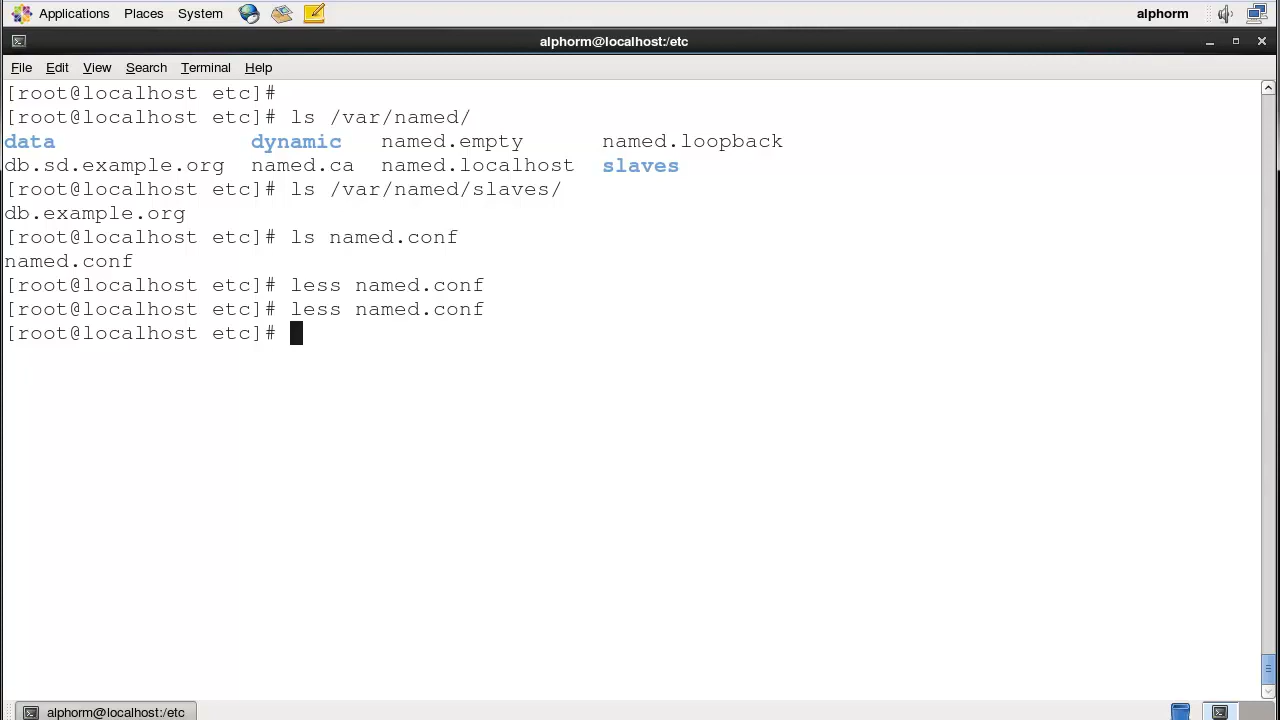 Applications Places System alphorm
alphorm@localhost:/etc
File Edit View Search Terminal Help
[root@localhost etc]#
[root@localhost etc]# ls /var/named/
data dynamic named.empty named.loopback
db.sd.example.org named.ca named.localhost slaves
[root@localhost etc]# ls /var/named/slaves/
db.example.org
[root@localhost etc]# ls named.conf
named.conf
[root@localhost etc]# less named.conf
[root@localhost etc]# less named.conf
[root@localhost etc]#
alphorm@localhost:/etc